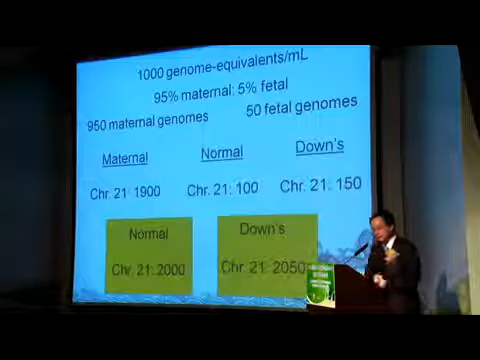 1000 genome-equivalents/mL
95% maternal: 5% fetal
950 maternal genomes
50 fetal genomes
Maternal
Normal
Down's
Chr. 21: 1900
Chr. 21: 100
Chr. 21: 150
Normal
Down's
Chr. 21: 2000
Chr. 21: 2050